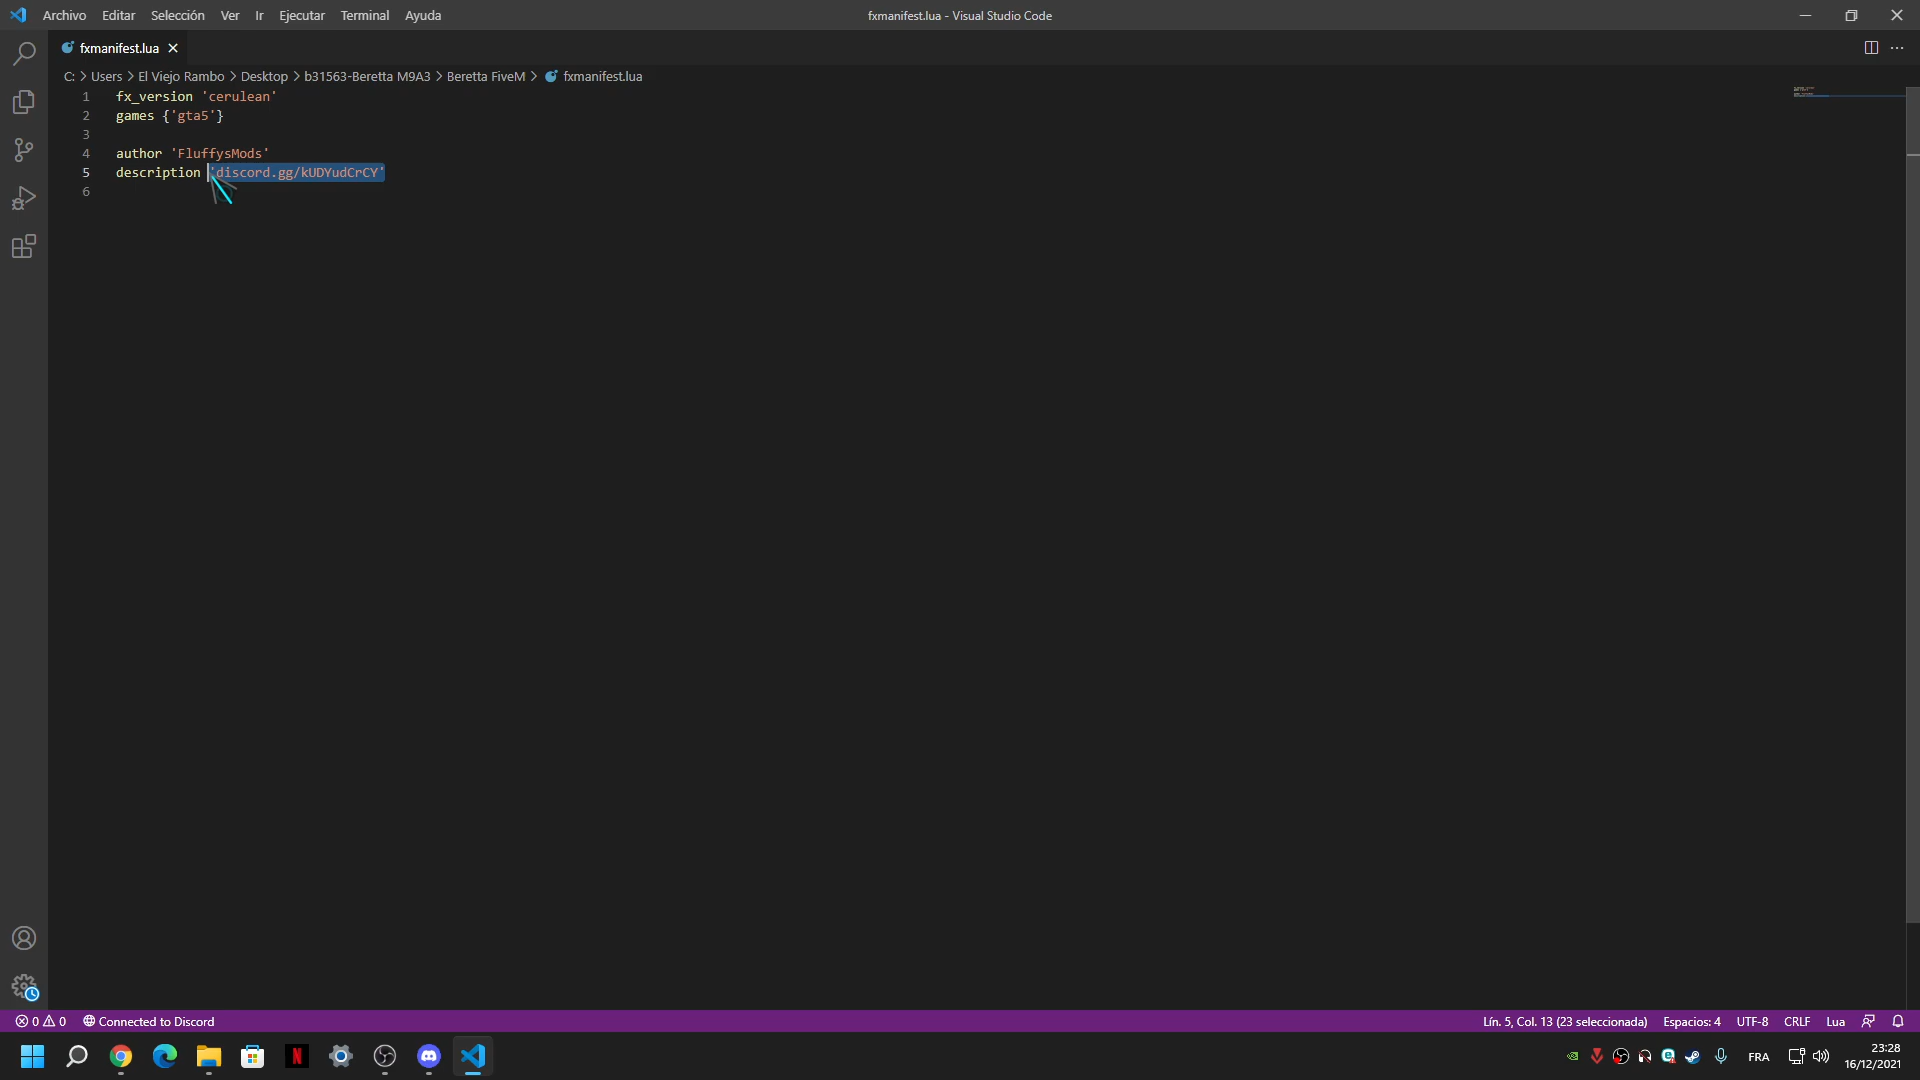 Archivo Editar Selección Ver Ir Ejecutar Terminal Ayuda
fxmanifest.lua - Visual Studio Code
fxmanifest.lua
C: > Users > El Viejo Rambo > Desktop > b31563-Beretta M9A3 > Beretta FiveM > fxmanifest.lua
1 fx_version 'cerulean'
2 games {'gta5'}
3
4 author 'FluffysMods'
5 description 'discord.gg/kUDYudCrCY'
6
0 0 Connected to Discord
Lín. 5, Col. 13 (23 seleccionada) Espacios: 4 UTF-8 CRLF Lua
N
FRA
23:28
16/12/2021